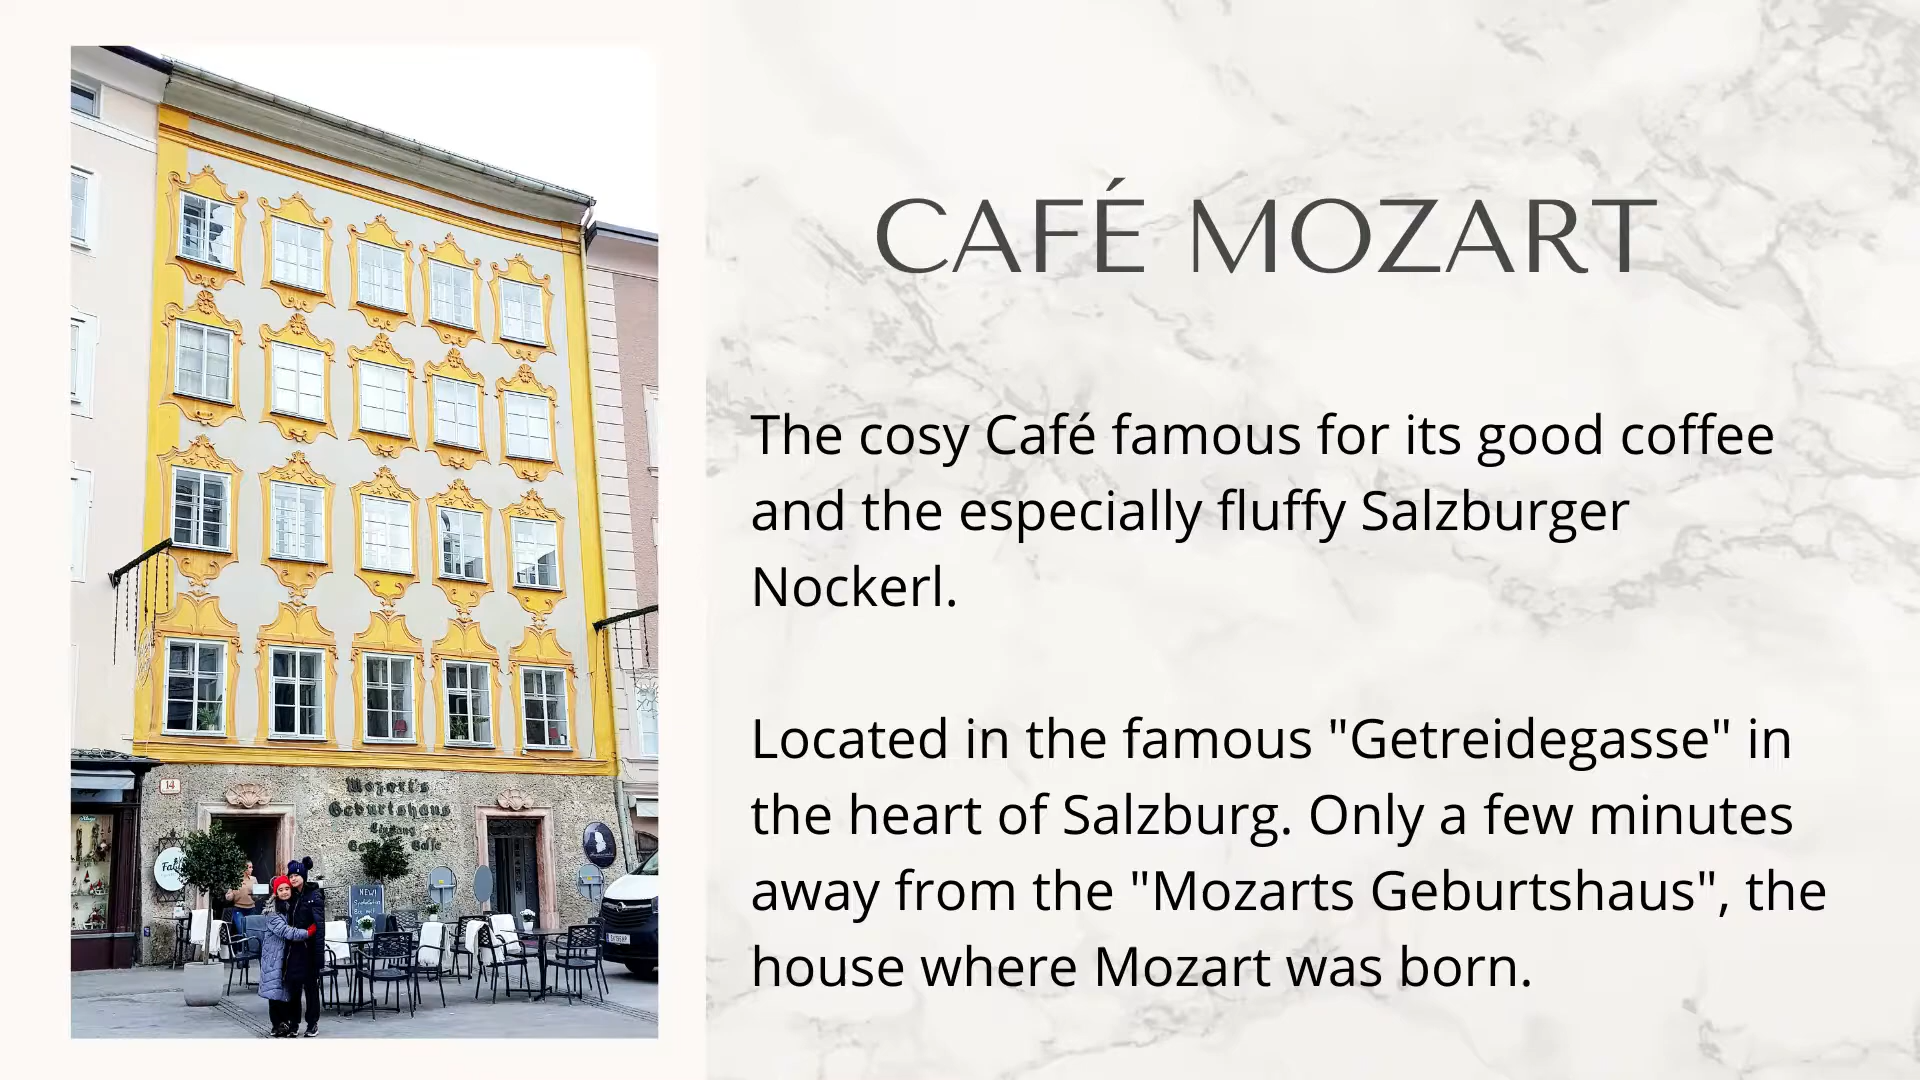 CAFÉ MOZART
The cosy Café famous for its good coffee
and the especially fluffy Salzburger
Nockerl.
Located in the famous "Getreidegasse" in
the heart of Salzburg. Only a few minutes
away from the "Mozarts Geburtshaus", the
house where Mozart was born.
14
Mozart's
Geburtshaus
NEW!